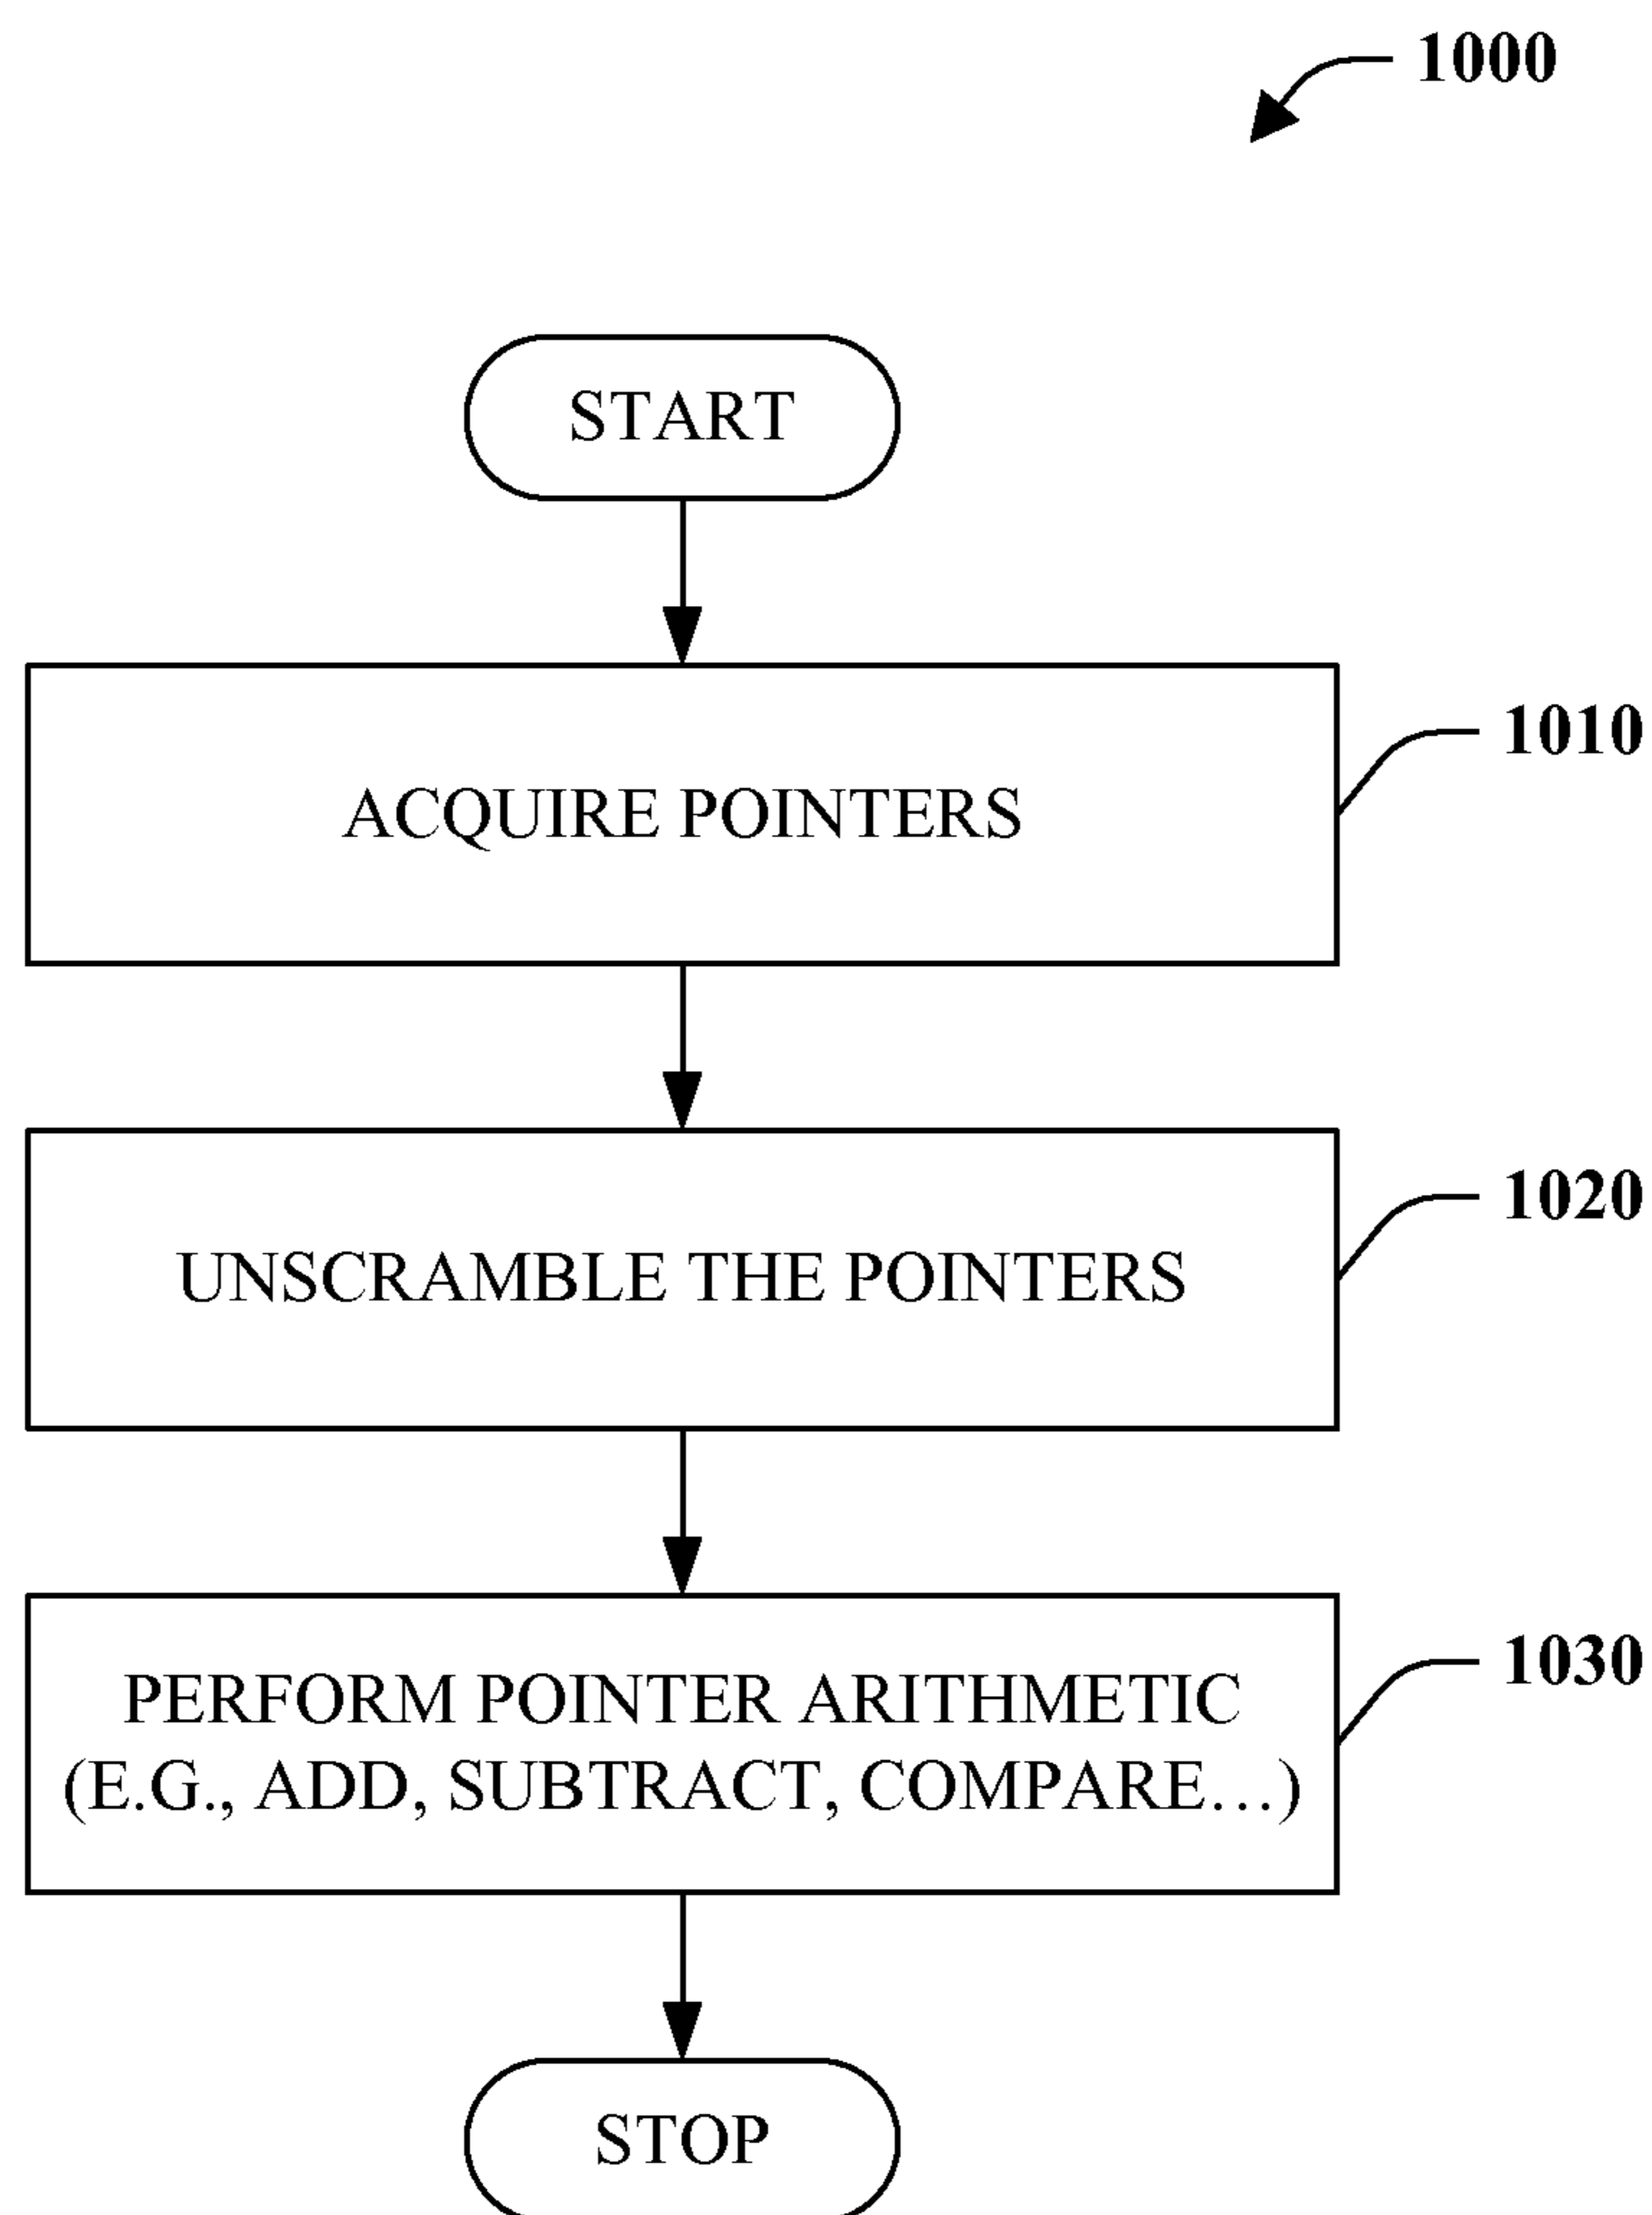 1000
START
ACQUIRE POINTERS
1010
UNSCRAMBLE THE POINTERS
1020
PERFORM POINTER ARITHMETIC
(E.G., ADD, SUBTRACT, COMPARE…)
1030
STOP